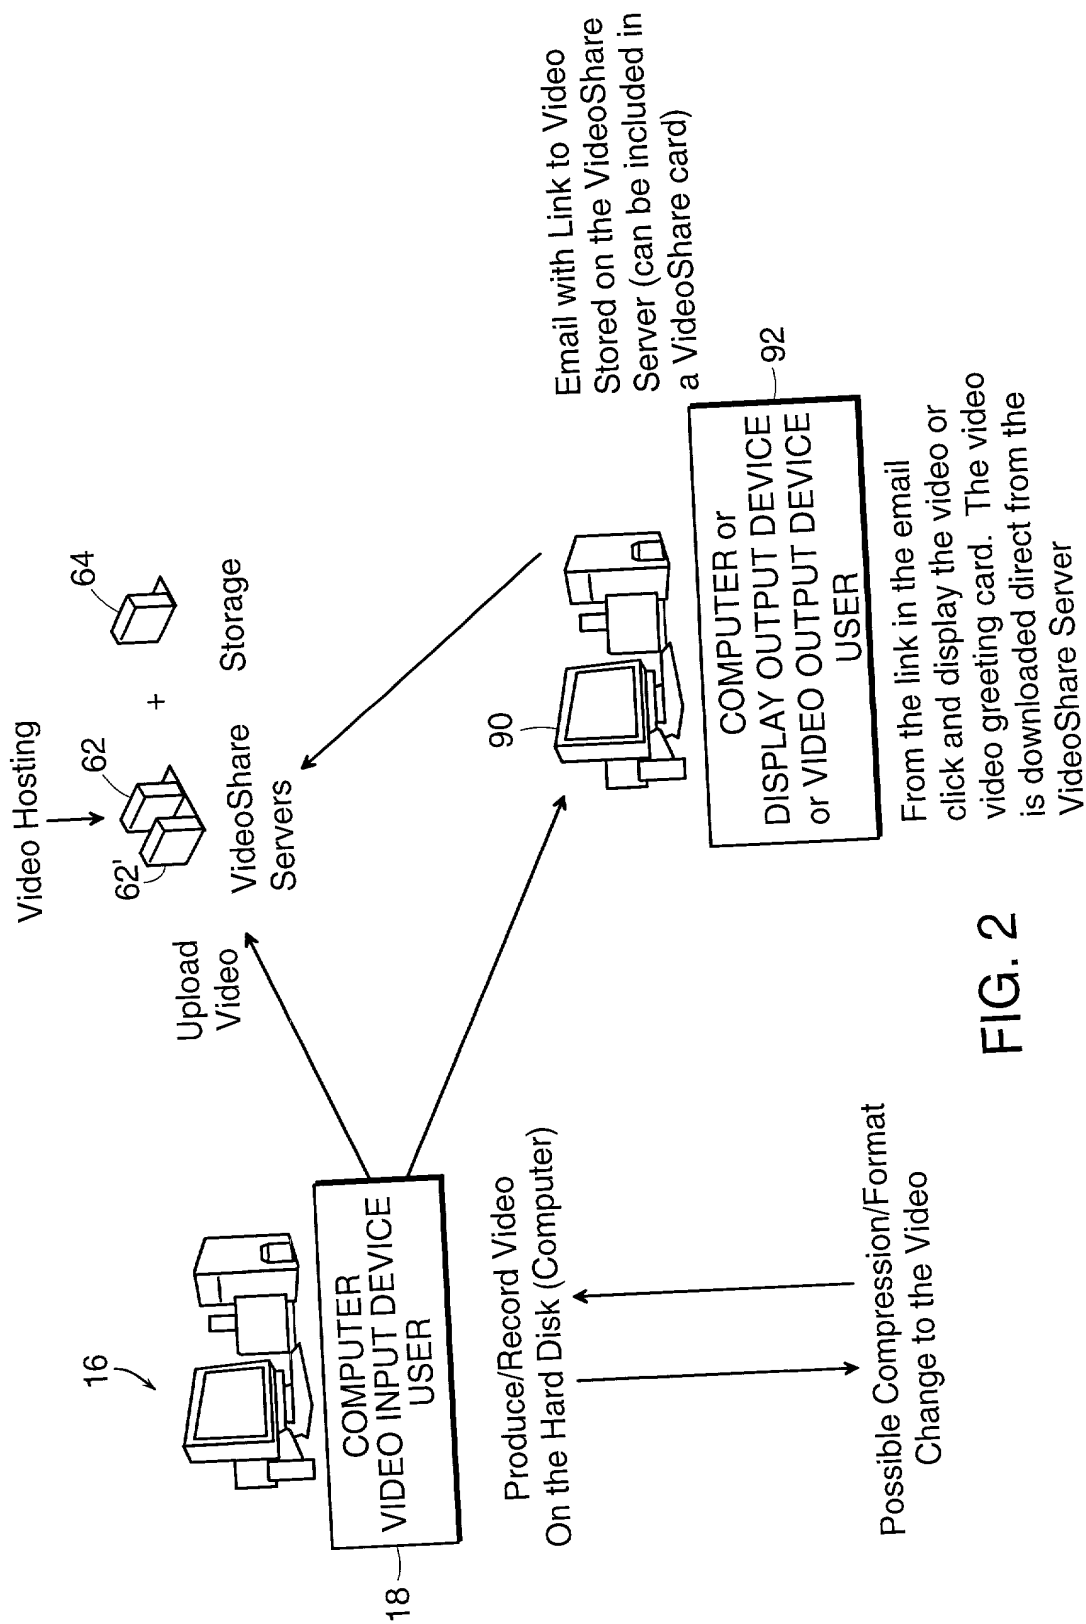 Video Hosting
62'
62
+
64
VideoShare
Servers
Storage
Upload
Video
16
COMPUTER
VIDEO INPUT DEVICE
USER
18
Produce/Record Video
On the Hard Disk (Computer)
Possible Compression/Format
Change to the Video
90
Email with Link to Video
Stored on the VideoShare
Server (can be included in
a VideoShare card)
COMPUTER or
DISPLAY OUTPUT DEVICE
or VIDEO OUTPUT DEVICE
USER
92
From the link in the email
click and display the video or
video greeting card. The video
is downloaded direct from the
VideoShare Server
FIG. 2